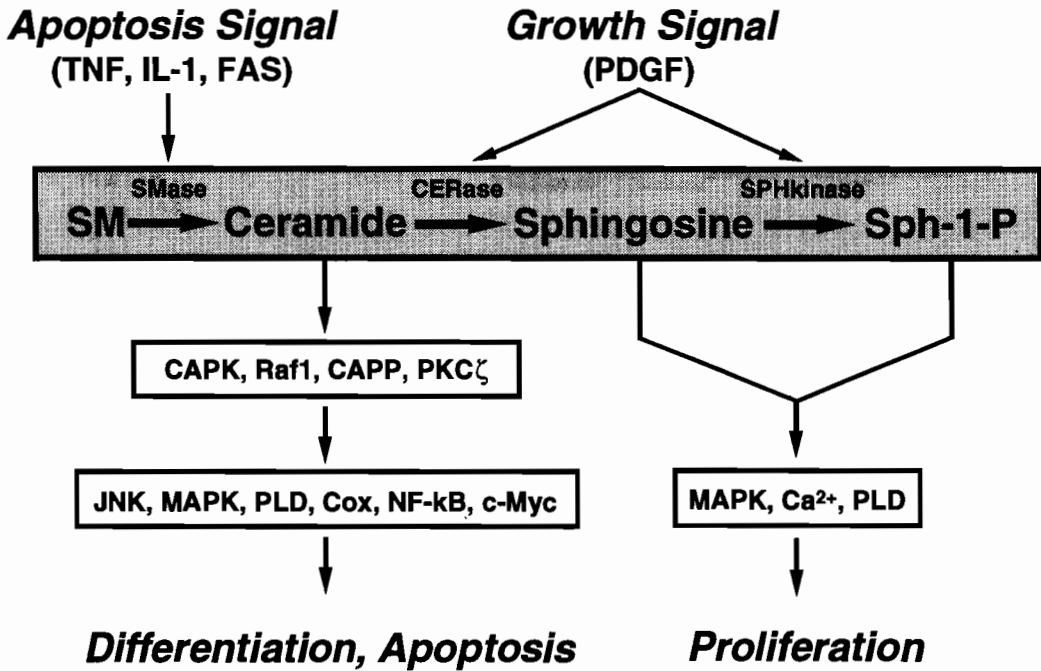 Apoptosis Signal
(TNF, IL-1, FAS)
Growth Signal
(PDGF)
SMase
CERase
SPHkinase
SM
Ceramide
Sphingosine
Sph-1-P
CAPK, Raf1, CAPP, PKCζ
JNK, MAPK, PLD, Cox, NF-kB, c-Myc
MAPK, Ca²⁺, PLD
Differentiation, Apoptosis
Proliferation